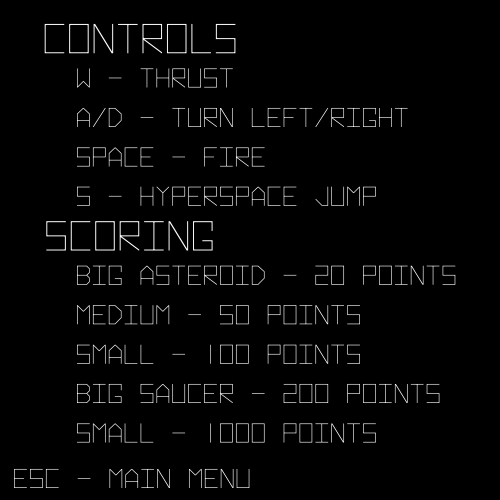 CONTROLS
W - THRUST
A/D - TURN LEFT/RIGHT
SPACE - FIRE
S - HYPERSPACE JUMP
SCORING
BIG ASTEROID - 20 POINTS
MEDIUM - 50 POINTS
SMALL - 100 POINTS
BIG SAUCER - 200 POINTS
SMALL - 1000 POINTS
ESC - MAIN MENU